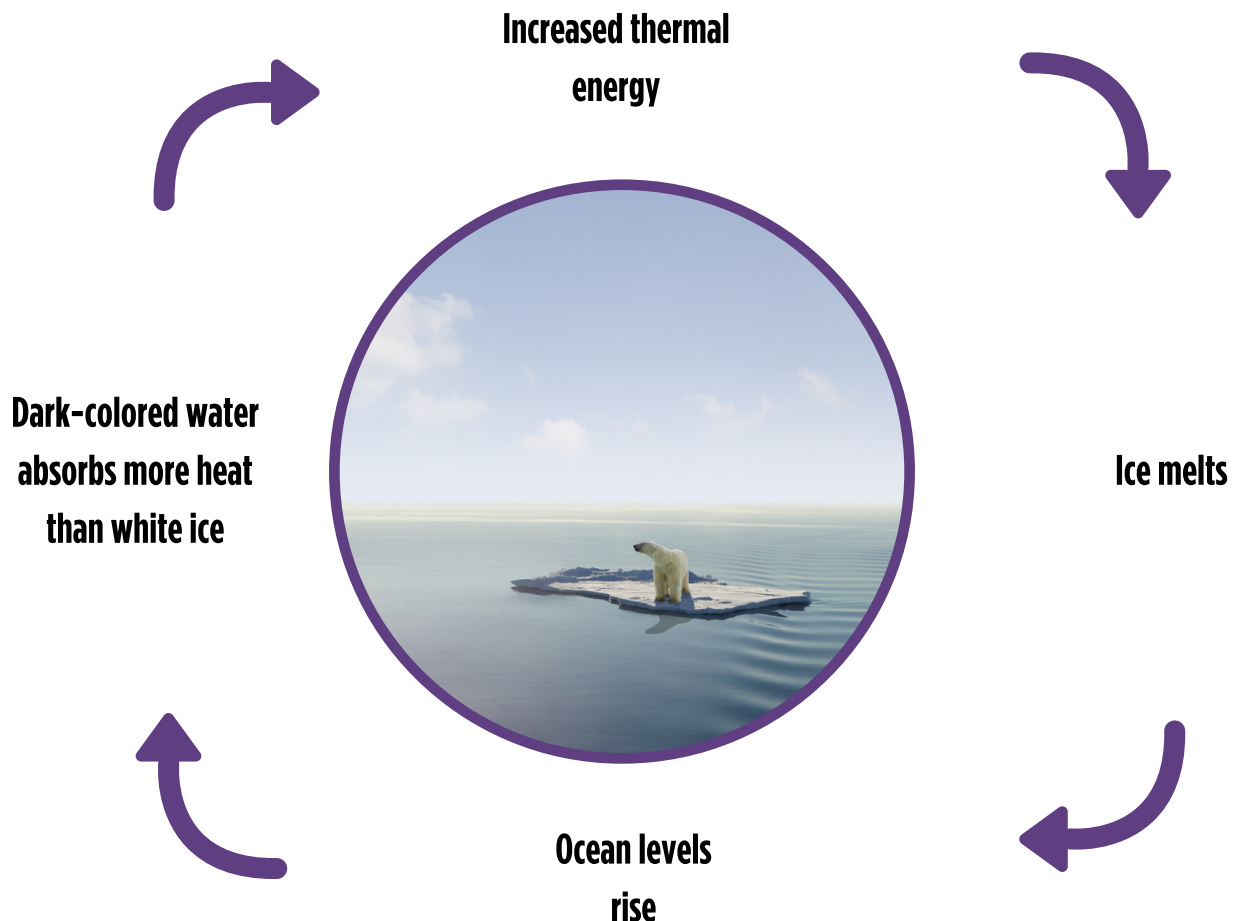 Increased thermal
energy
Ice melts
Ocean levels
rise
Dark-colored water
absorbs more heat
than white ice